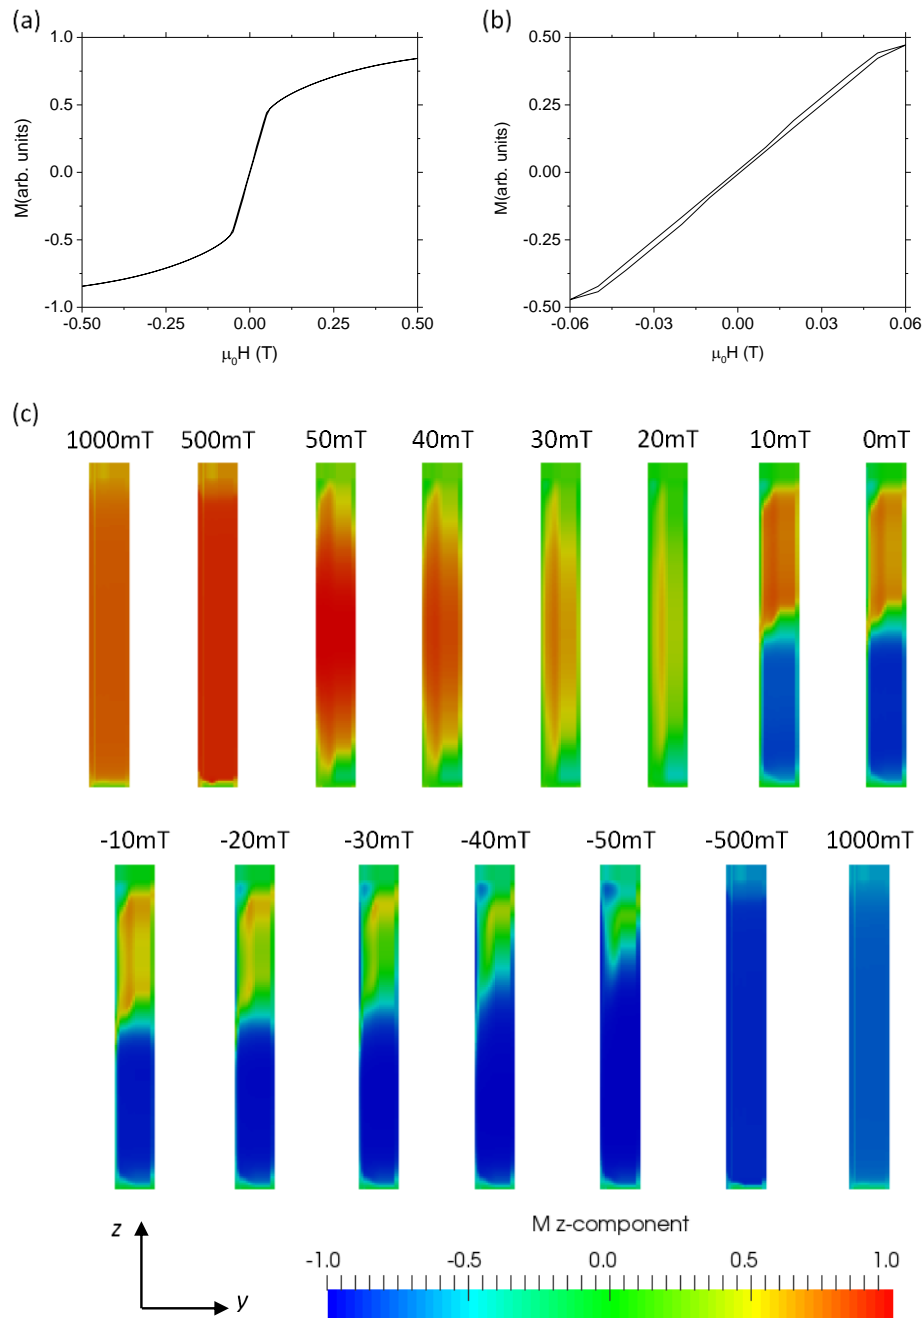 (a)
(b)
1.0
0.5
0.0
-0.5
-1.0
M(arb. units)
-0.50
-0.25
0.00
0.25
0.50
μ0H (T)
0.50
0.25
0.00
-0.25
-0.50
M(arb. units)
-0.06
-0.03
0.00
0.03
0.06
μ0H (T)
(c)
1000mT 500mT 50mT 40mT 30mT 20mT 10mT 0mT
-10mT -20mT -30mT -40mT -50mT -500mT 1000mT
z
y
M z-component
-1.0 -0.5 0.0 0.5 1.0